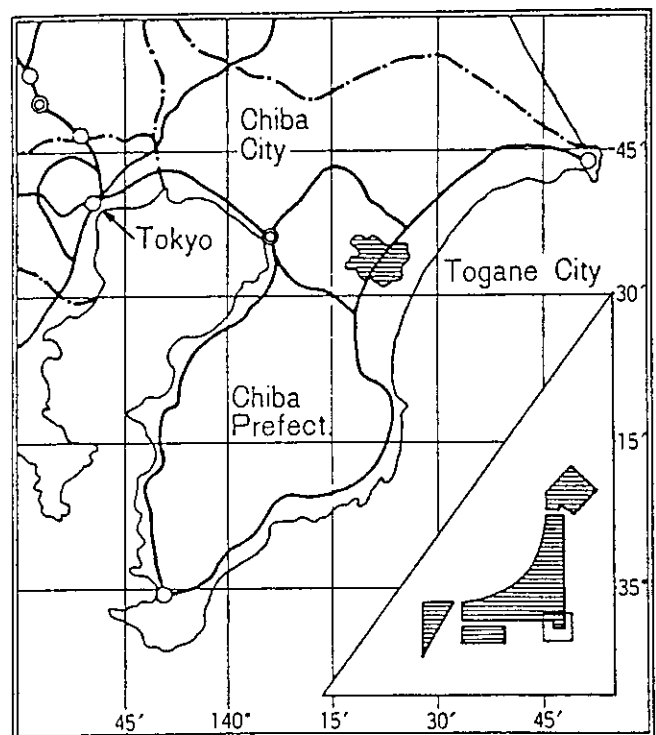 Chiba
City
45′
Tokyo
Togane City
30′
Chiba
Prefect.
15′
35°
45′
140°
15′
30′
45′